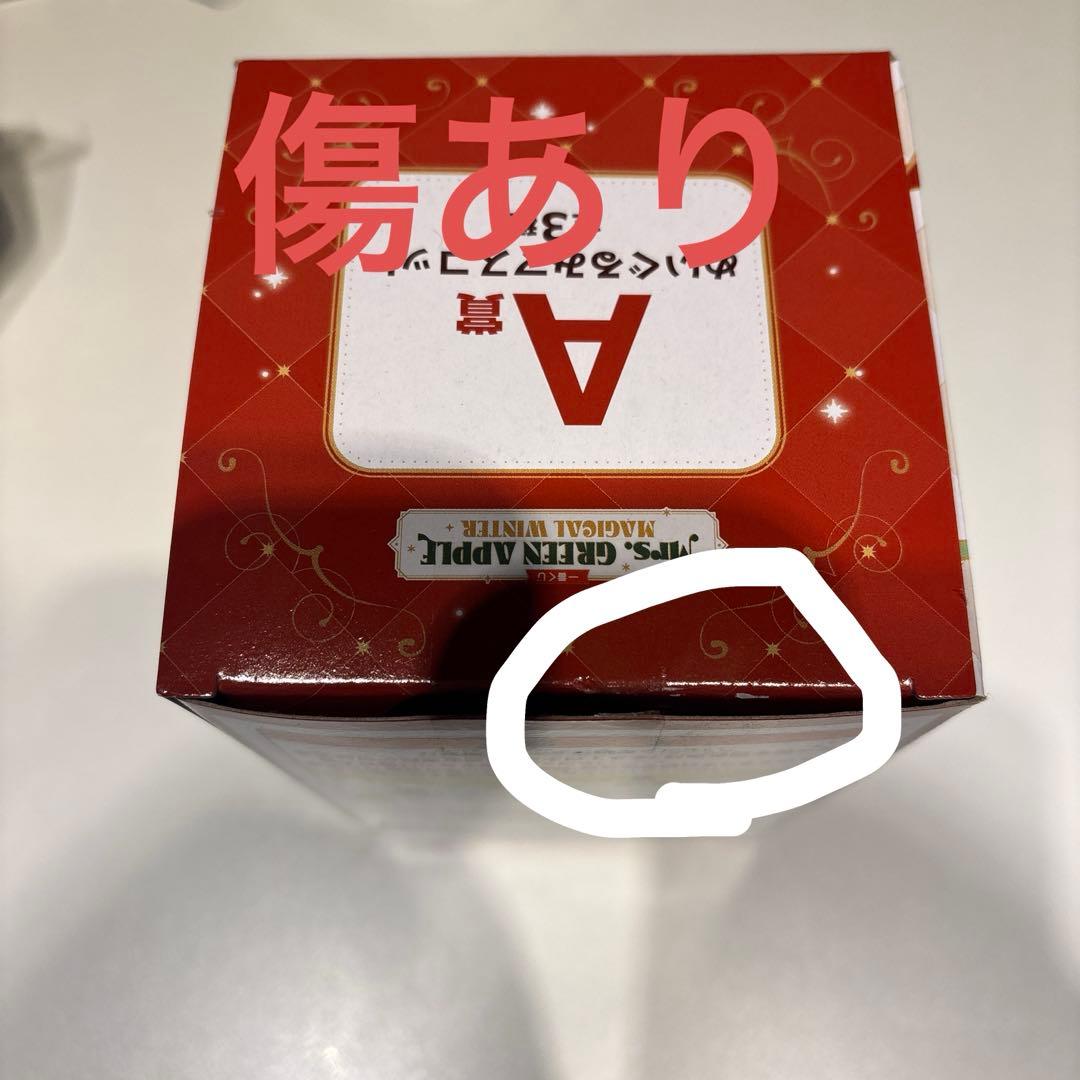 傷あり
一番くじ
Mrs. GREEN APPLE
MAGICAL WINTER
A賞
ぬいぐるみマスコット